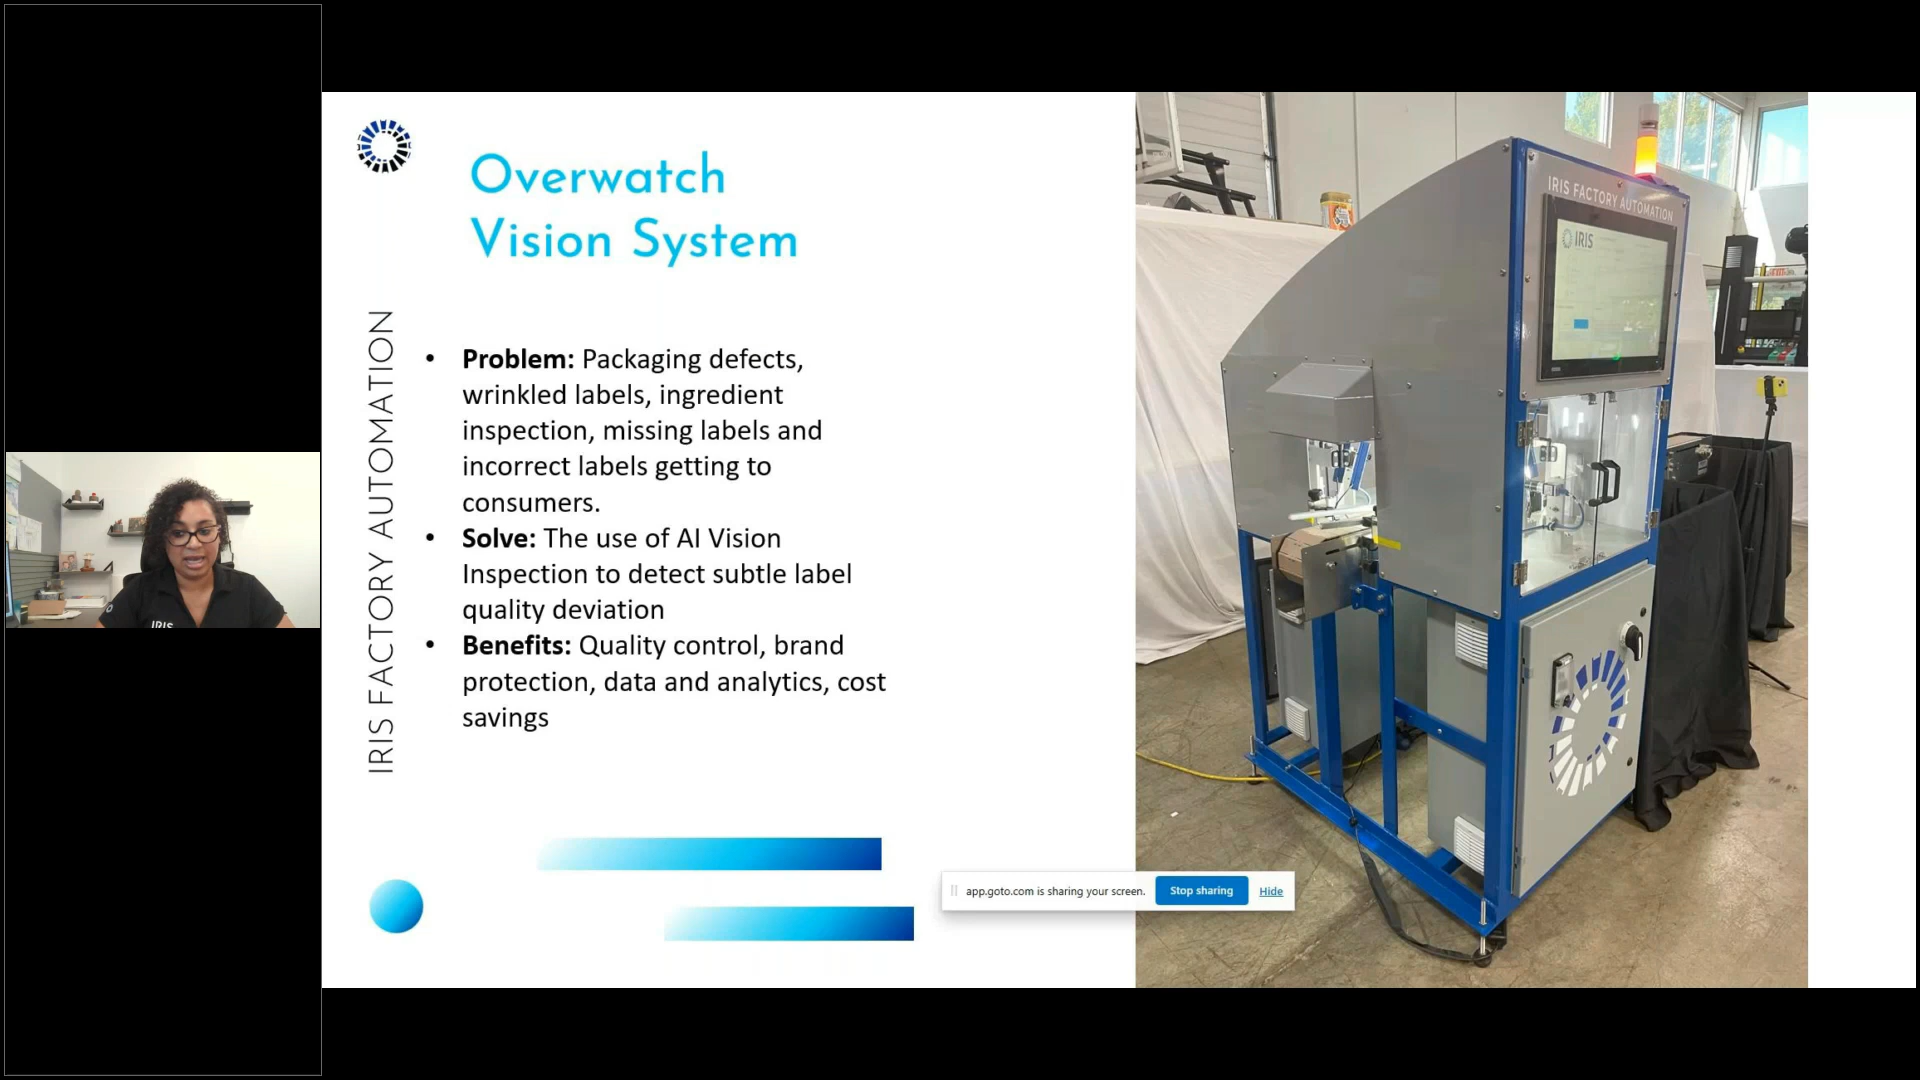 Overwatch
Vision System
IRIS FACTORY AUTOMATION
• Problem: Packaging defects,
wrinkled labels, ingredient
inspection, missing labels and
incorrect labels getting to
consumers.
• Solve: The use of AI Vision
Inspection to detect subtle label
quality deviation
• Benefits: Quality control, brand
protection, data and analytics, cost
savings
app.goto.com is sharing your screen. Stop sharing Hide
IRIS FACTORY AUTOMATION
IRIS
IRIS